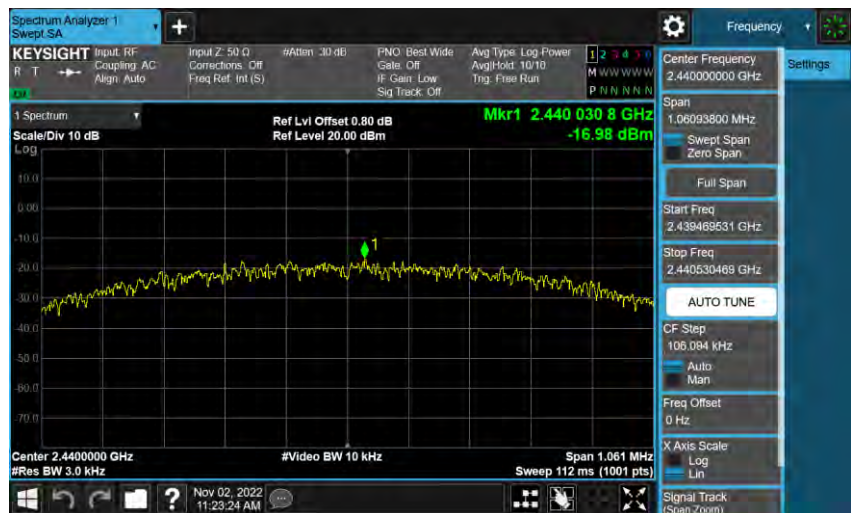 Spectrum Analyzer 1
Swept SA
+
Frequency
KEYSIGHT
R T
Input: RF
Coupling: AC
Align: Auto
Input Z: 50 Ω
Corrections: Off
Freq Ref: Int (S)
#Atten: 30 dB
PNO: Best Wide
Gate: Off
IF Gain: Low
Sig Track: Off
Avg Type: Log-Power
Avg|Hold: 10/10
Trig: Free Run
1 2 3 4 5 6
M W W W W W
P N N N N N
1 Spectrum
Scale/Div 10 dB
Ref Lvl Offset 0.80 dB
Ref Level 20.00 dBm
Mkr1 2.440 030 8 GHz
-16.98 dBm
Log
10.0
0.00
-10.0
-20.0
-30.0
-40.0
-50.0
-60.0
-70.0
1
Center 2.4400000 GHz
#Res BW 3.0 kHz
#Video BW 10 kHz
Span 1.061 MHz
Sweep 112 ms (1001 pts)
?
Nov 02, 2022
11:23:24 AM
Center Frequency
2.440000000 GHz
Settings
Span
1.06093800 MHz
Swept Span
Zero Span
Full Span
Start Freq
2.439469531 GHz
Stop Freq
2.440530469 GHz
AUTO TUNE
CF Step
106.094 kHz
Auto
Man
Freq Offset
0 Hz
X Axis Scale
Log
Lin
Signal Track
(Span Zoom)